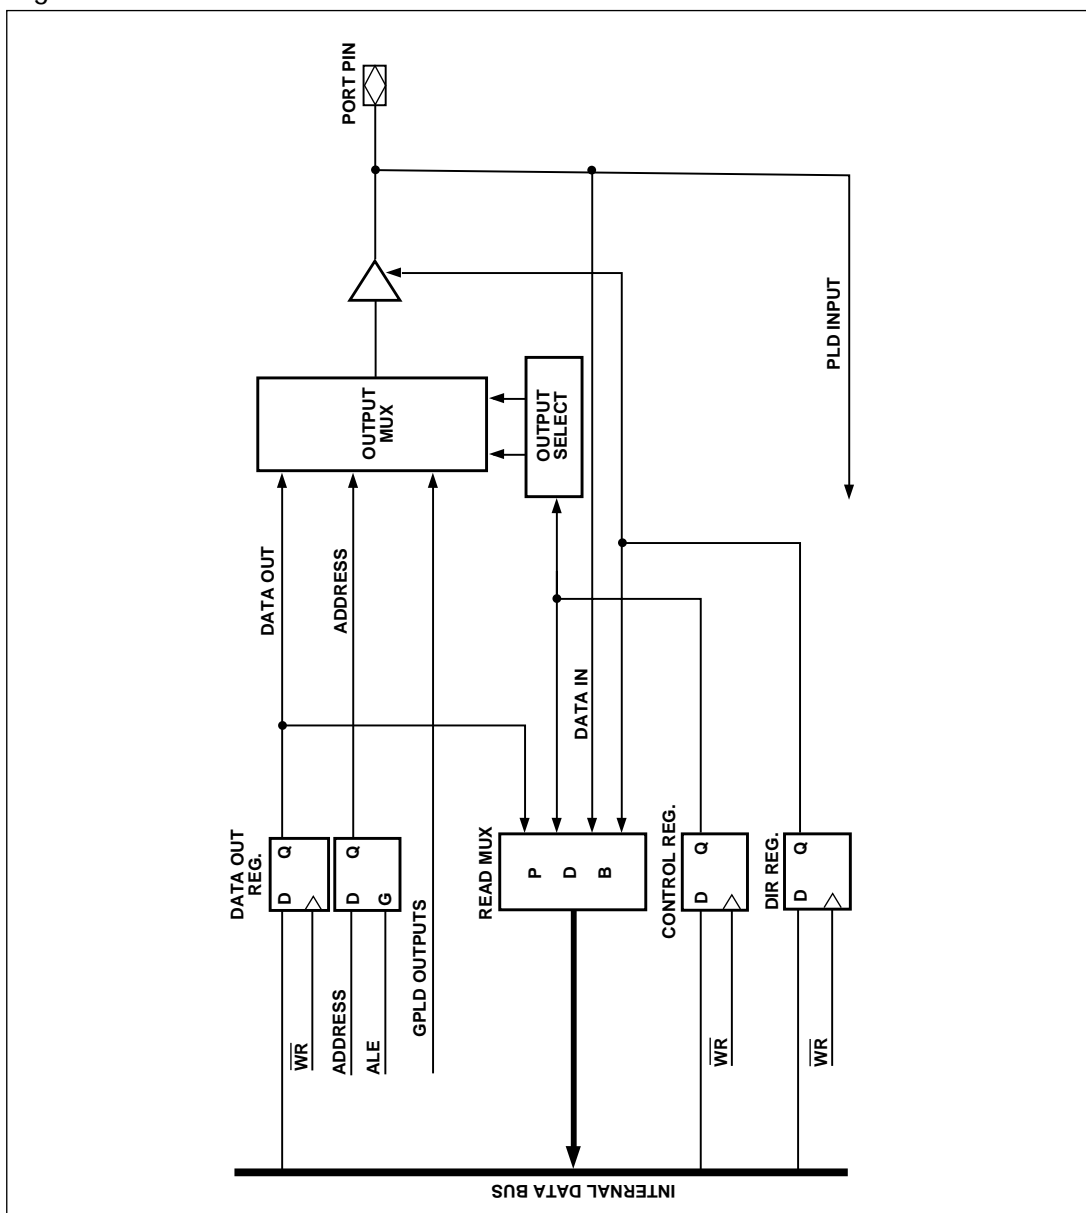 PORT PIN
PLD INPUT
OUTPUT
MUX
OUTPUT
SELECT
DATA OUT
ADDRESS
DATA IN
DATA OUT
REG.
D Q
D Q
G
READ MUX
P
D
B
CONTROL REG.
D Q
DIR REG.
D Q
WR
ADDRESS
ALE
GPLD OUTPUTS
WR
WR
INTERNAL DATA BUS